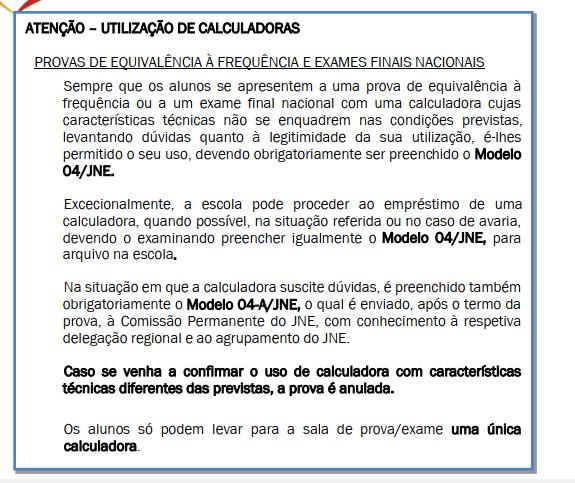 ATENÇÃO – UTILIZAÇÃO DE CALCULADORAS
PROVAS DE EQUIVALÊNCIA À FREQUÊNCIA E EXAMES FINAIS NACIONAIS
Sempre que os alunos se apresentem a uma prova de equivalência à
frequência ou a um exame final nacional com uma calculadora cujas
características técnicas não se enquadrem nas condições previstas,
levantando dúvidas quanto à legitimidade da sua utilização, é-lhes
permitido o seu uso, devendo obrigatoriamente ser preenchido o Modelo
04/JNE.
Excecionalmente, a escola pode proceder ao empréstimo de uma
calculadora, quando possível, na situação referida ou no caso de avaria,
devendo o examinando preencher igualmente o Modelo 04/JNE, para
arquivo na escola.
Na situação em que a calculadora suscite dúvidas, é preenchido também
obrigatoriamente o Modelo 04-A/JNE, o qual é enviado, após o termo da
prova, à Comissão Permanente do JNE, com conhecimento à respetiva
delegação regional e ao agrupamento do JNE.
Caso se venha a confirmar o uso de calculadora com características
técnicas diferentes das previstas, a prova é anulada.
Os alunos só podem levar para a sala de prova/exame uma única
calculadora.